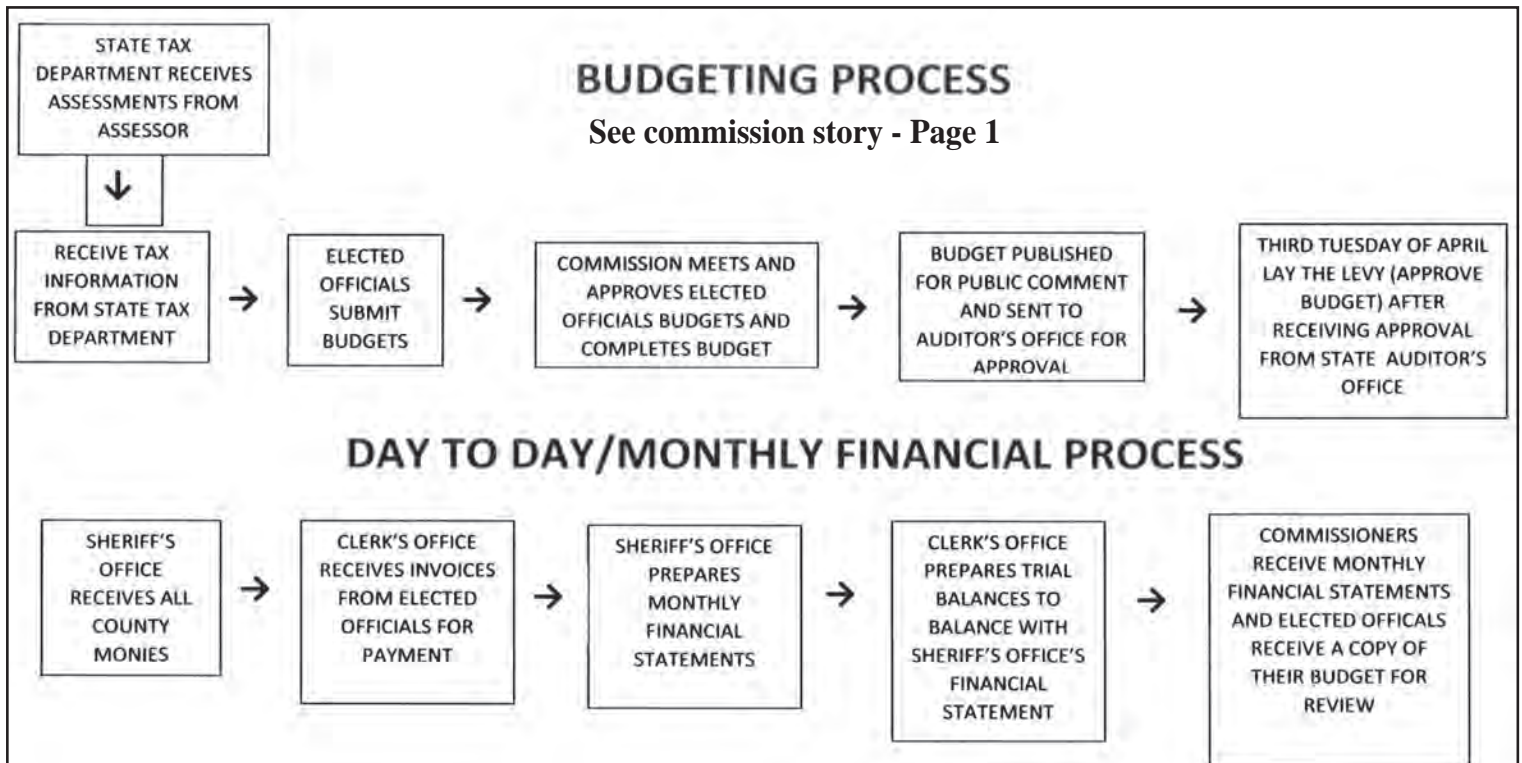 STATE TAX
DEPARTMENT RECEIVES
ASSESSMENTS FROM
ASSESSOR
BUDGETING PROCESS
See commission story - Page 1
↓
RECEIVE TAX
INFORMATION
FROM STATE TAX
DEPARTMENT
→
ELECTED
OFFICIALS
SUBMIT
BUDGETS
→
COMMISSION MEETS AND
APPROVES ELECTED
OFFICIALS BUDGETS AND
COMPLETES BUDGET
→
BUDGET PUBLISHED
FOR PUBLIC COMMENT
AND SENT TO
AUDITOR'S OFFICE FOR
APPROVAL
→
THIRD TUESDAY OF APRIL
LAY THE LEVY (APPROVE
BUDGET) AFTER
RECEIVING APPROVAL
FROM STATE AUDITOR'S
OFFICE
DAY TO DAY/MONTHLY FINANCIAL PROCESS
SHERIFF'S
OFFICE
RECEIVES ALL
COUNTY
MONIES
→
CLERK'S OFFICE
RECEIVES INVOICES
FROM ELECTED
OFFICIALS FOR
PAYMENT
→
SHERIFF'S OFFICE
PREPARES
MONTHLY
FINANCIAL
STATEMENTS
→
CLERK'S OFFICE
PREPARES TRIAL
BALANCES TO
BALANCE WITH
SHERIFF'S OFFICE'S
FINANCIAL
STATEMENT
→
COMMISSIONERS
RECEIVE MONTHLY
FINANCIAL STATEMENTS
AND ELECTED OFFICALS
RECEIVE A COPY OF
THEIR BUDGET FOR
REVIEW